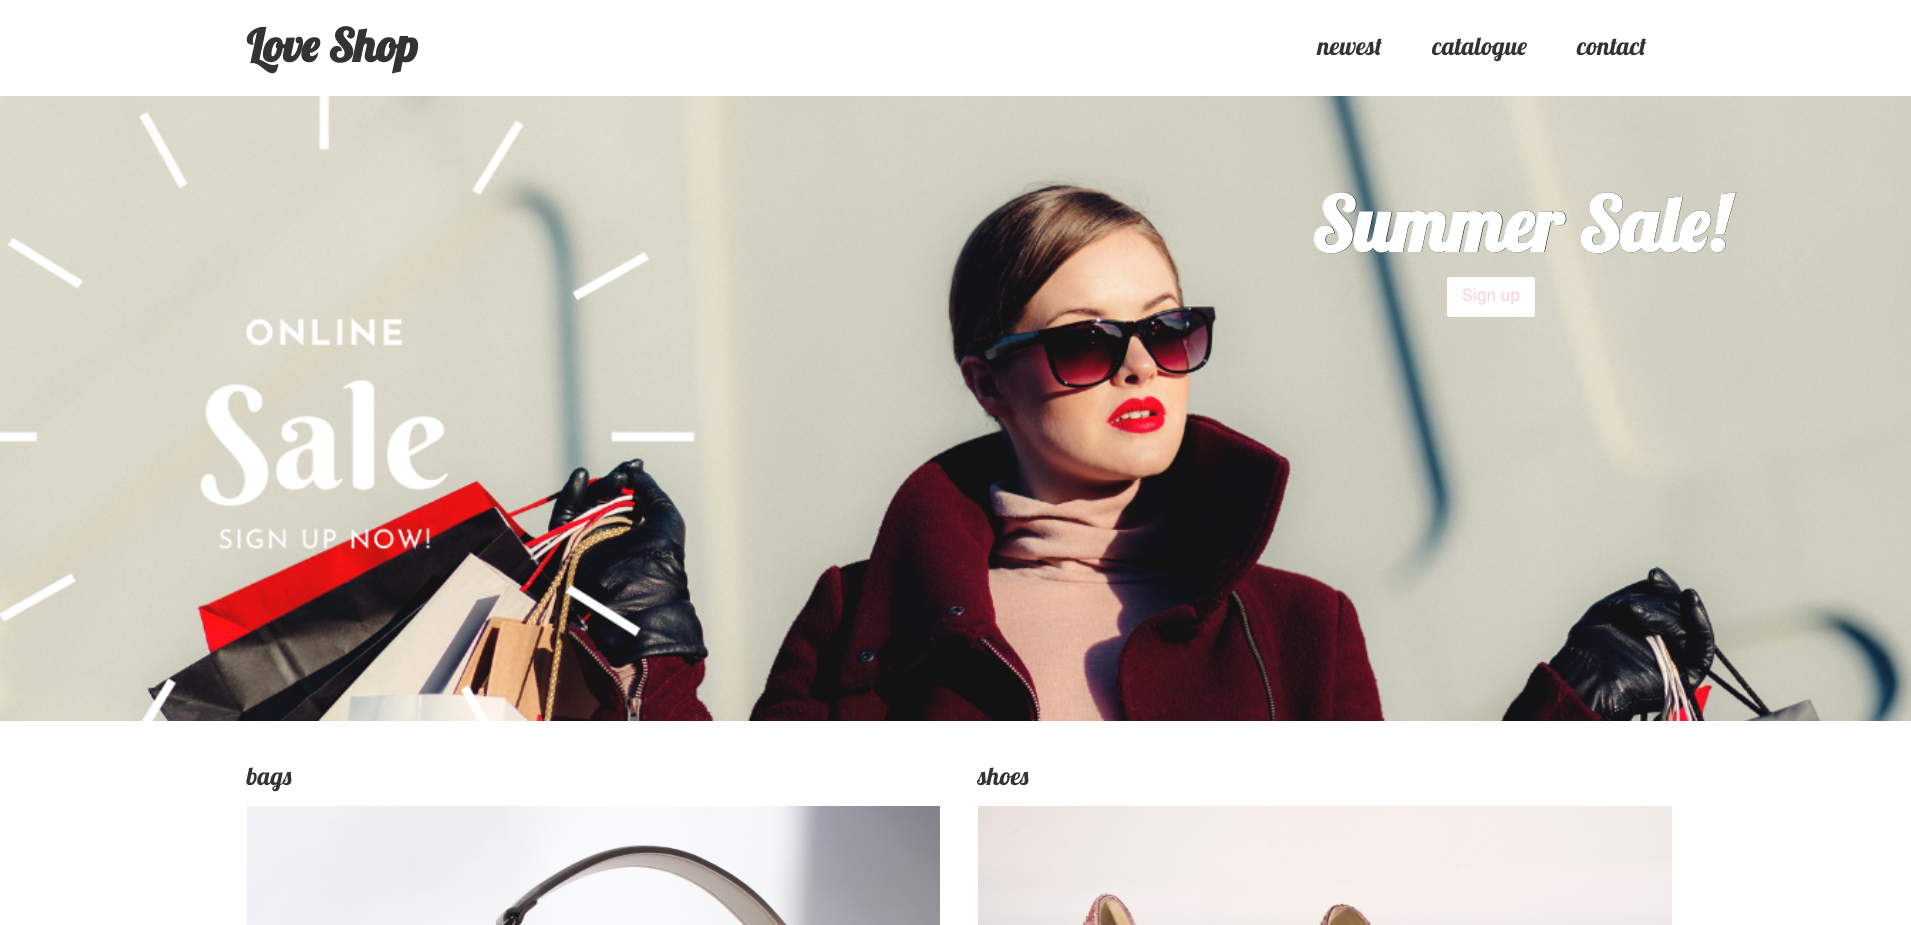 Love Shop
newest catalogue contact
Summer Sale!
Sign up
ONLINE
Sale
SIGN UP NOW!
bags
shoes